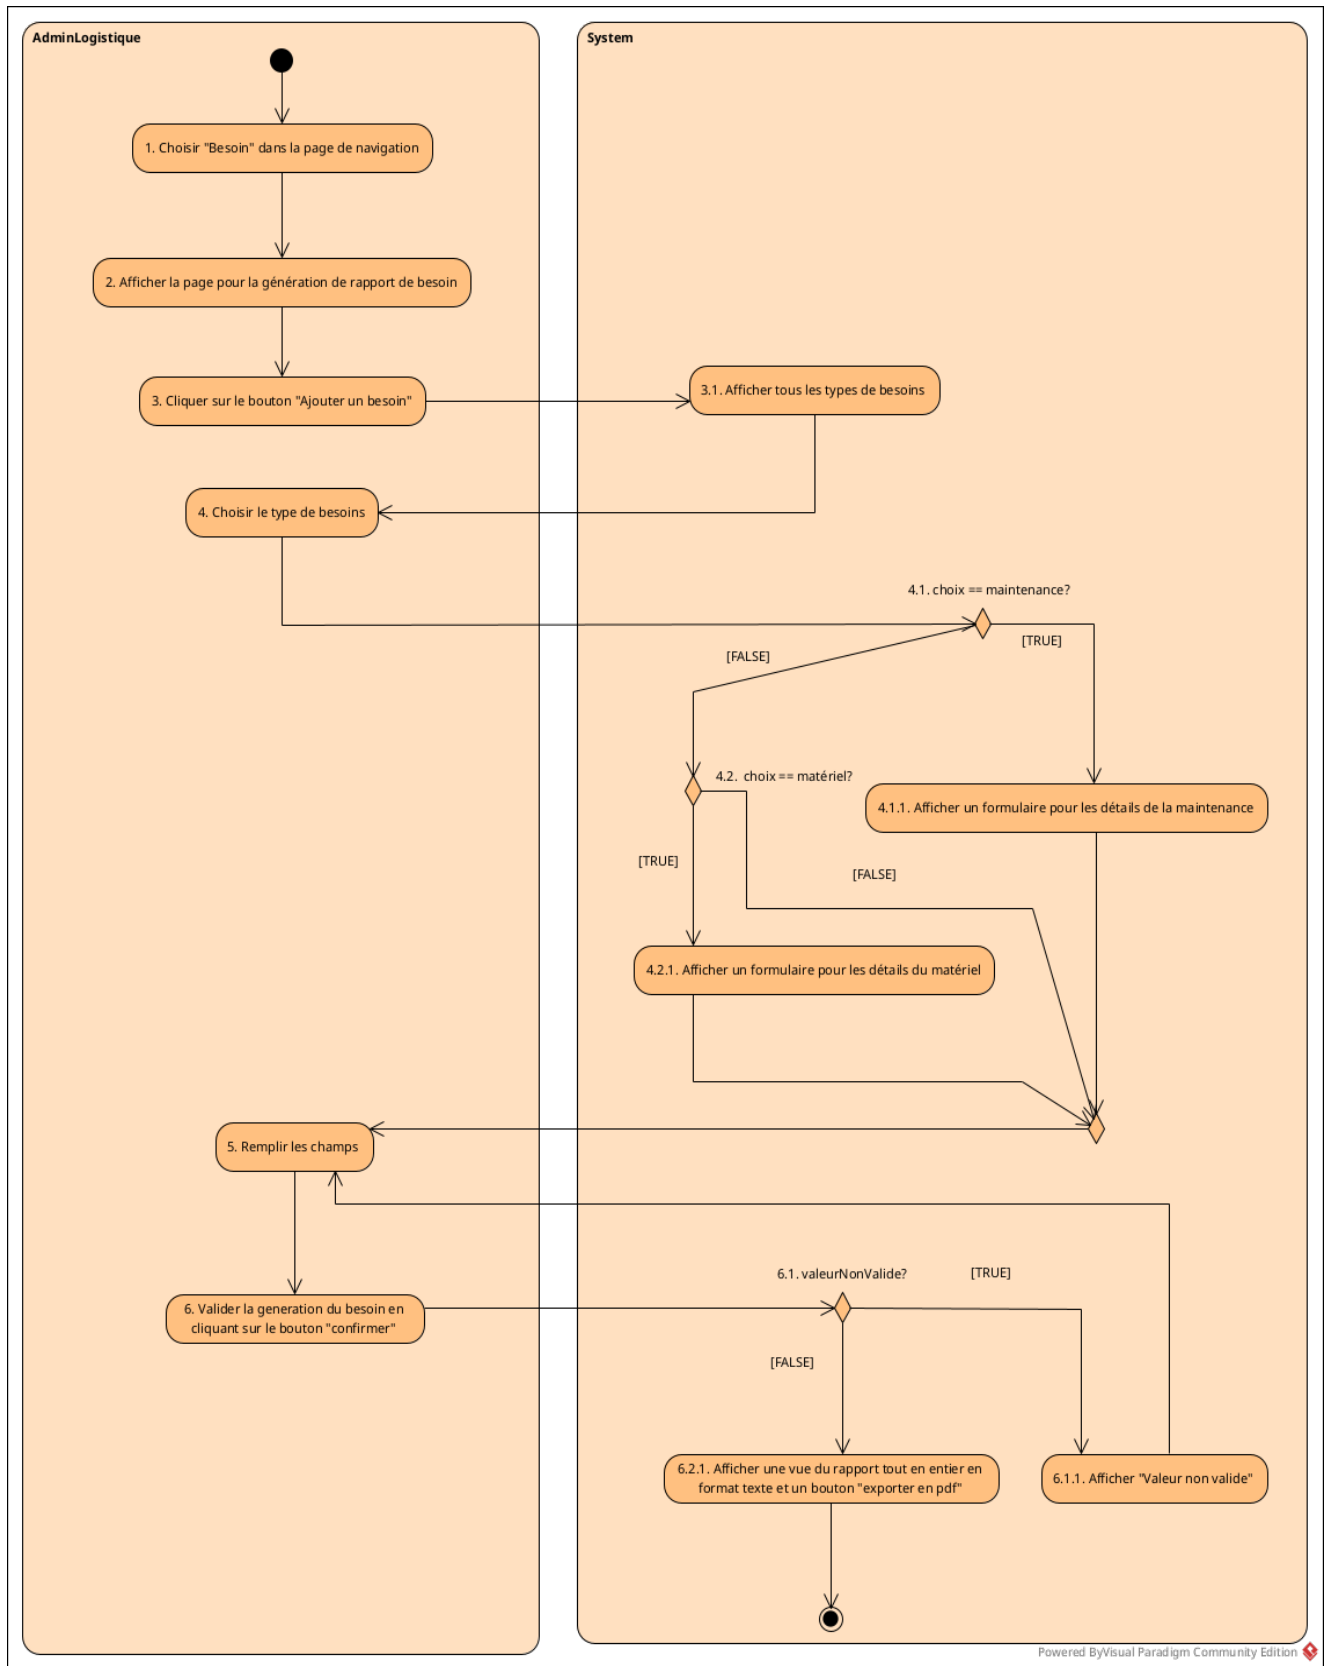 AdminLogistique
System
1. Choisir "Besoin" dans la page de navigation
2. Afficher la page pour la génération de rapport de besoin
3. Cliquer sur le bouton "Ajouter un besoin"
3.1. Afficher tous les types de besoins
4. Choisir le type de besoins
4.1. choix == maintenance?
[TRUE]
[FALSE]
4.2.  choix == matériel?
4.1.1. Afficher un formulaire pour les détails de la maintenance
[TRUE]
[FALSE]
4.2.1. Afficher un formulaire pour les détails du matériel
5. Remplir les champs
6.1. valeurNonValide?
[TRUE]
6. Valider la generation du besoin en
cliquant sur le bouton "confirmer"
[FALSE]
6.2.1. Afficher une vue du rapport tout en entier en
format texte et un bouton "exporter en pdf"
6.1.1. Afficher "Valeur non valide"
Powered ByVisual Paradigm Community Edition